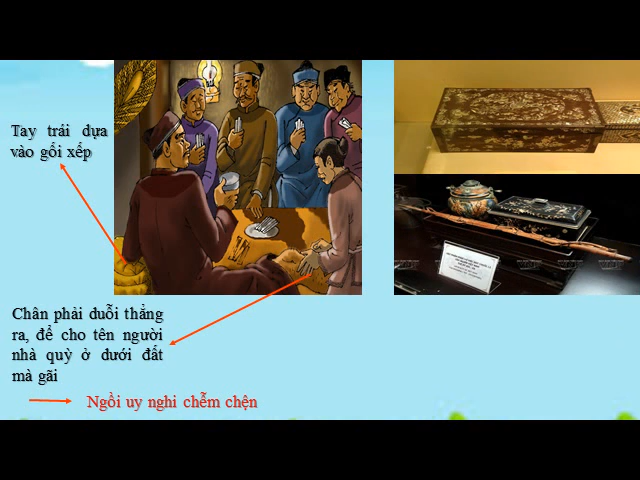 Tay trái dựa
vào gối xếp
Chân phải duỗi thẳng
ra, để cho tên người
nhà quỳ ở dưới đất
mà gãi
Ngồi uy nghi chễm chện